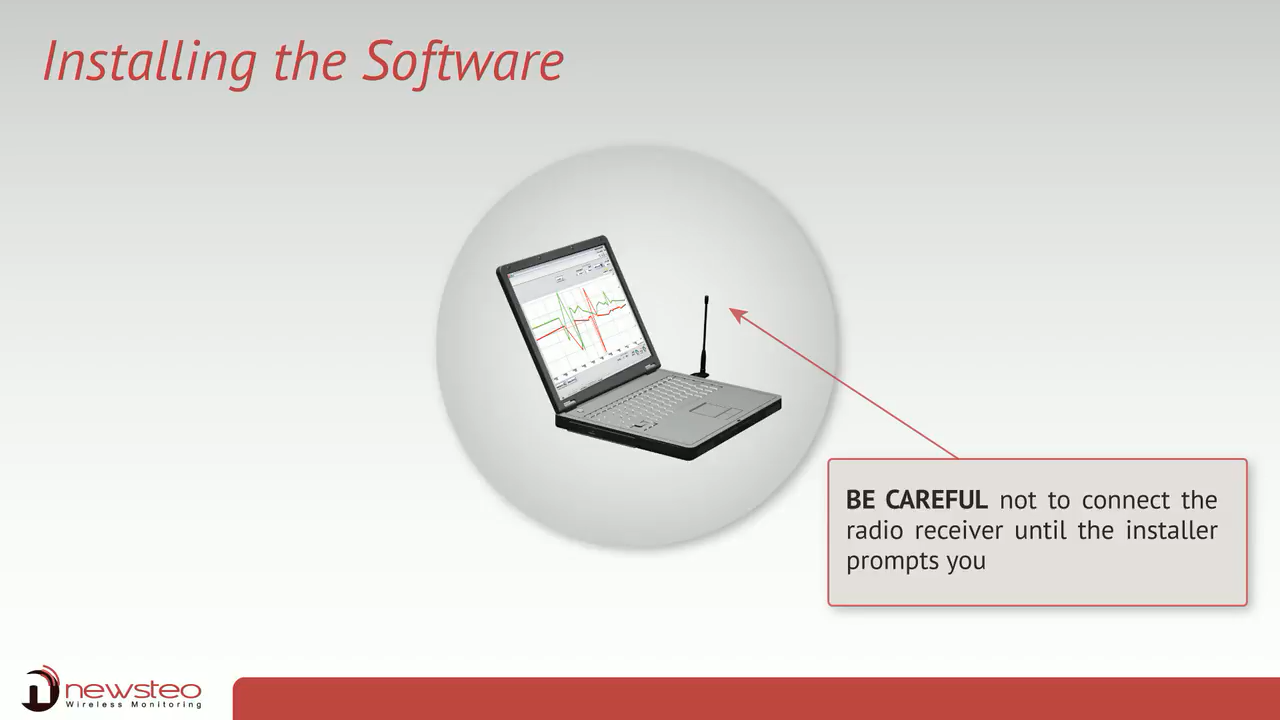 Installing the Software
BE CAREFUL not to connect the
radio receiver until the installer
prompts you
newsteo
Wireless Monitoring